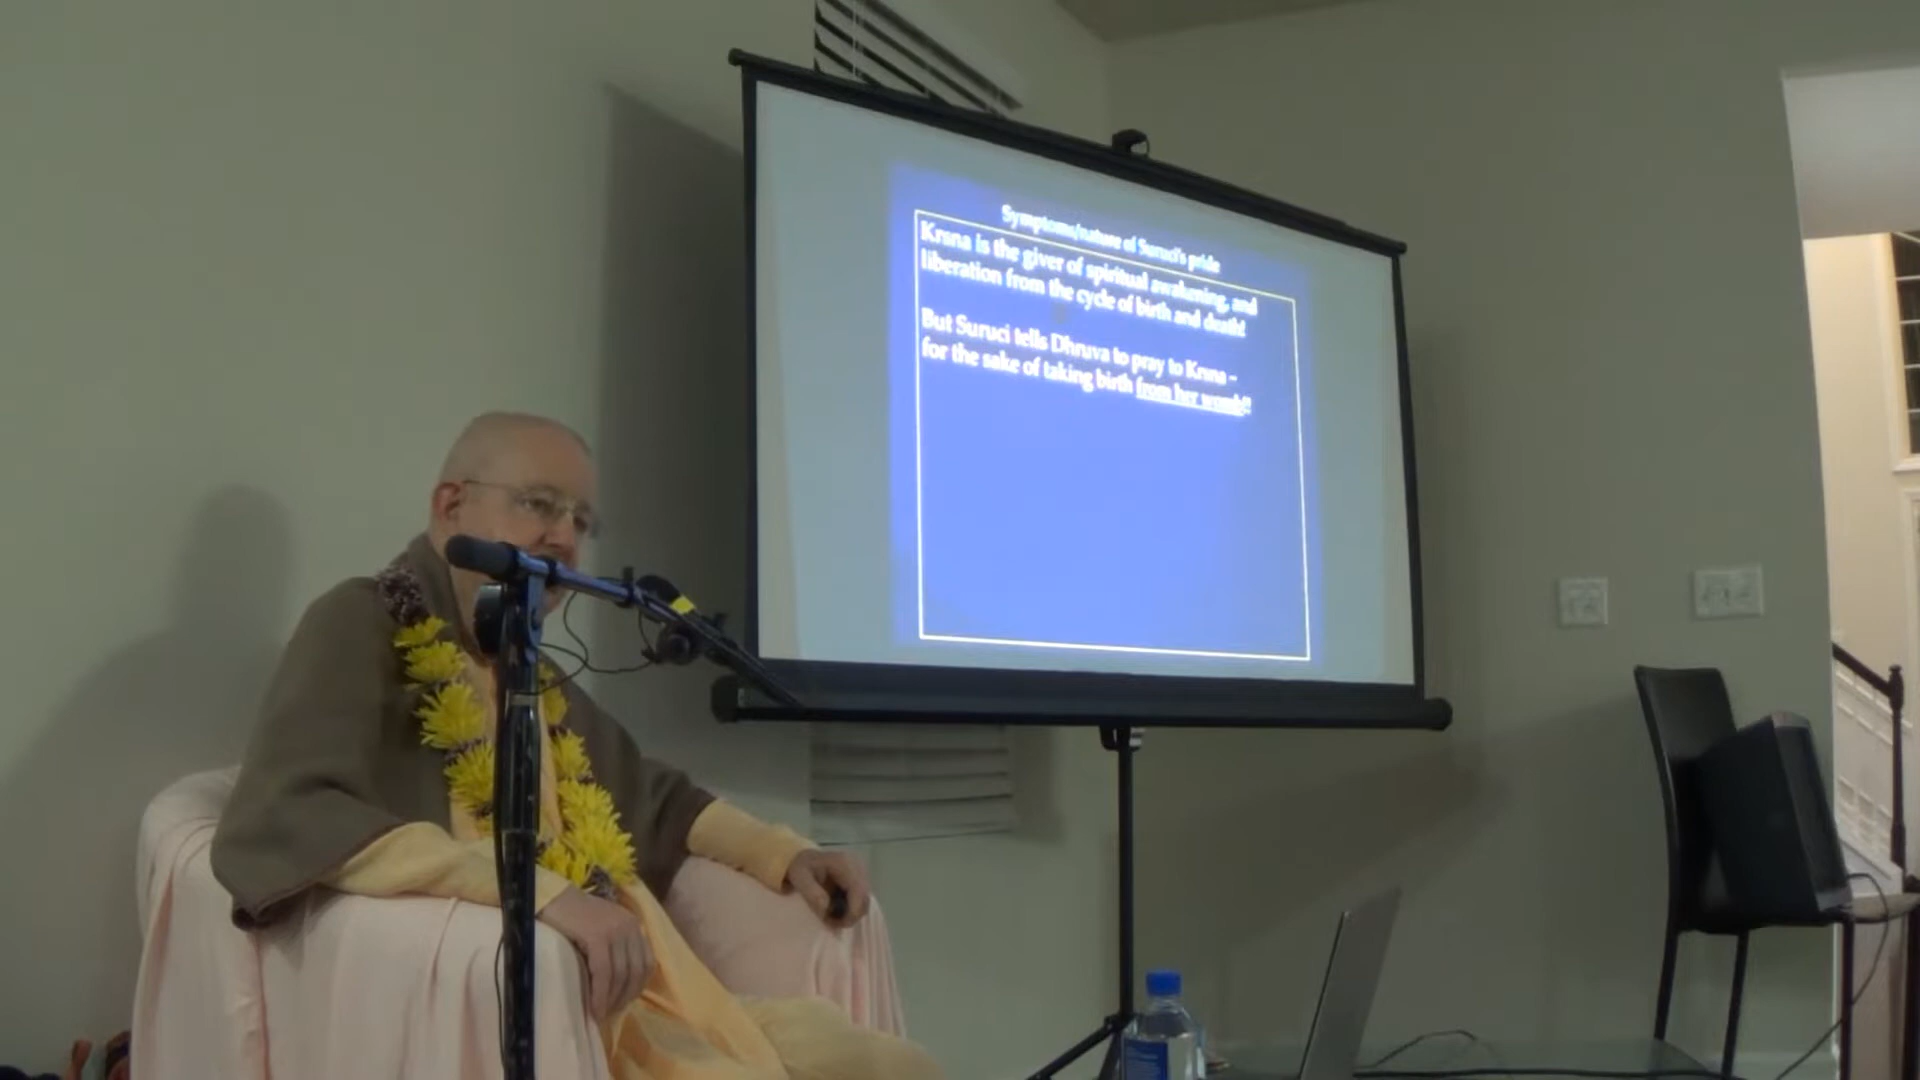 Symptoms/nature of Suruci's pride
Krsna is the giver of spiritual awakening, and
liberation from the cycle of birth and death!
But Suruci tells Dhruva to pray to Krsna –
for the sake of taking birth from her womb!!